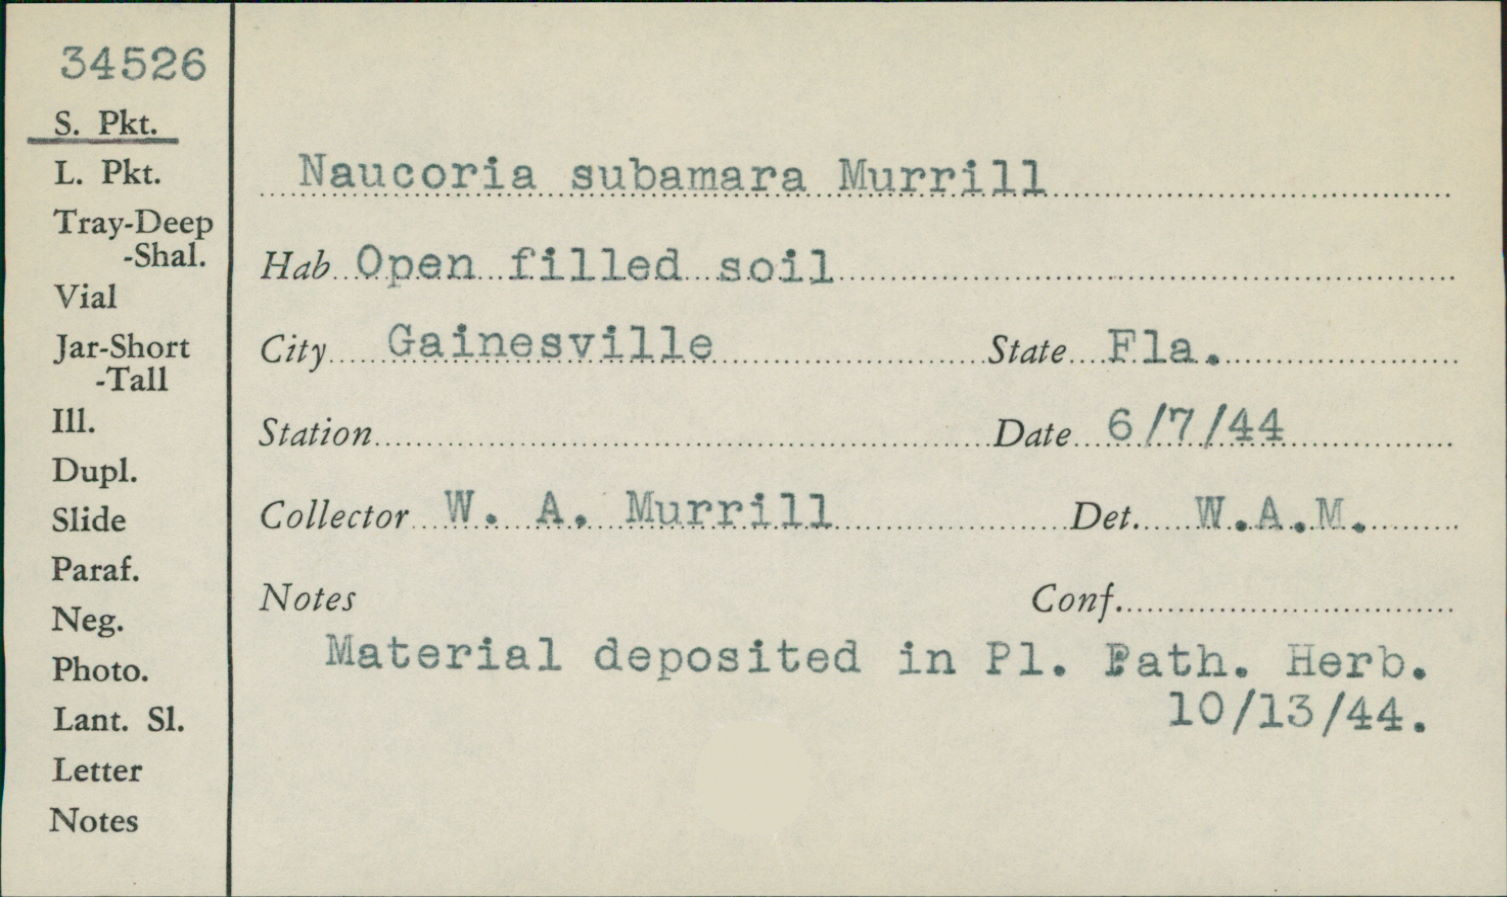 34526
S. Pkt.
L. Pkt.
Tray-Deep
-Shal.
Vial
Jar-Short
-Tall
Ill.
Dupl.
Slide
Paraf.
Neg.
Photo.
Lant. Sl.
Letter
Notes
Naucoria subamara Murrill
Hab Open filled soil
City Gainesville State Fla.
Station Date 6/7/44
Collector W. A. Murrill Det. W.A.M.
Notes Conf.
Material deposited in Pl. Path. Herb.
10/13/44.